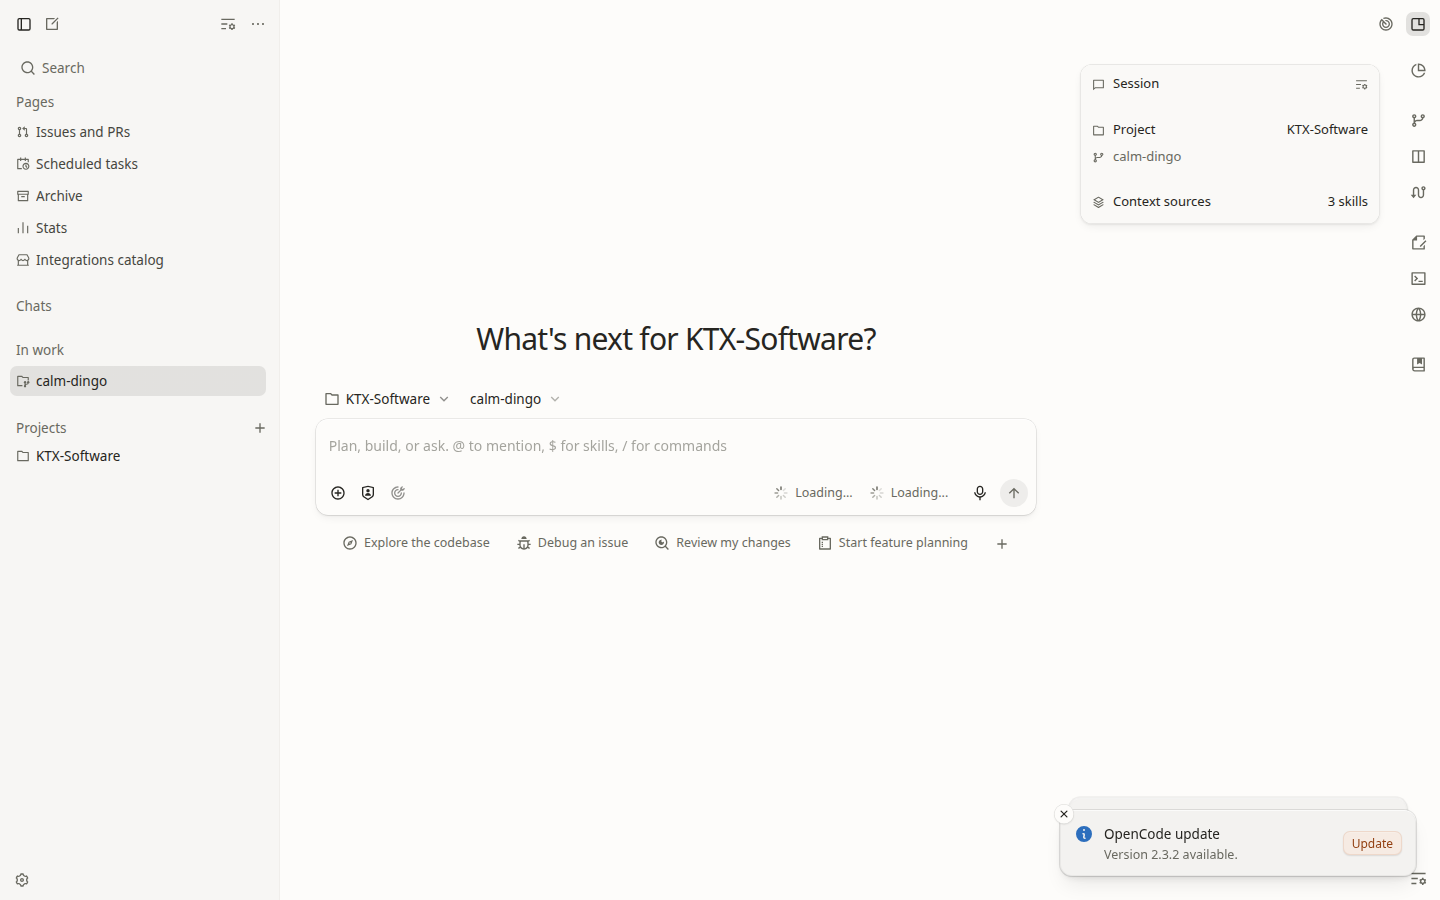 Search
Pages
Issues and PRs
Scheduled tasks
Archive
Stats
Integrations catalog
Chats
In work
calm-dingo
Projects
KTX-Software
What's next for KTX-Software?
KTX-Software
calm-dingo
Plan, build, or ask. @ to mention, $ for skills, / for commands
Loading...
Loading...
Explore the codebase
Debug an issue
Review my changes
Start feature planning
Session
Project KTX-Software
calm-dingo
Context sources 3 skills
OpenCode update
Version 2.3.2 available.
Update